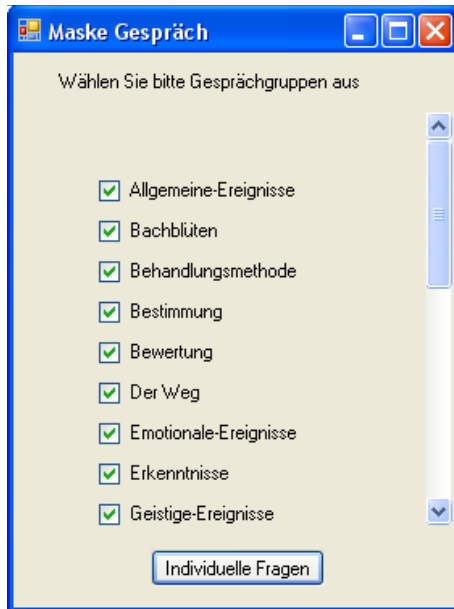 Maske Gespräch
Wählen Sie bitte Gesprächgruppen aus
Allgemeine-Ereignisse
Bachblüten
Behandlungsmethode
Bestimmung
Bewertung
Der Weg
Emotionale-Ereignisse
Erkenntnisse
Geistige-Ereignisse
Individuelle Fragen